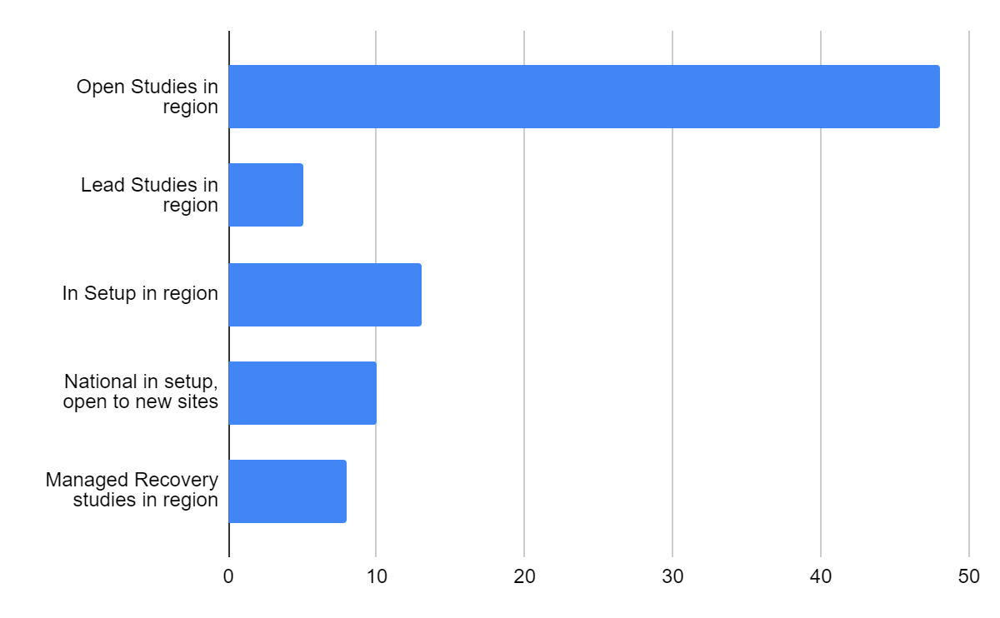 Open Studies in
region
Lead Studies in
region
In Setup in region
National in setup,
open to new sites
Managed Recovery
studies in region
0 10 20 30 40 50